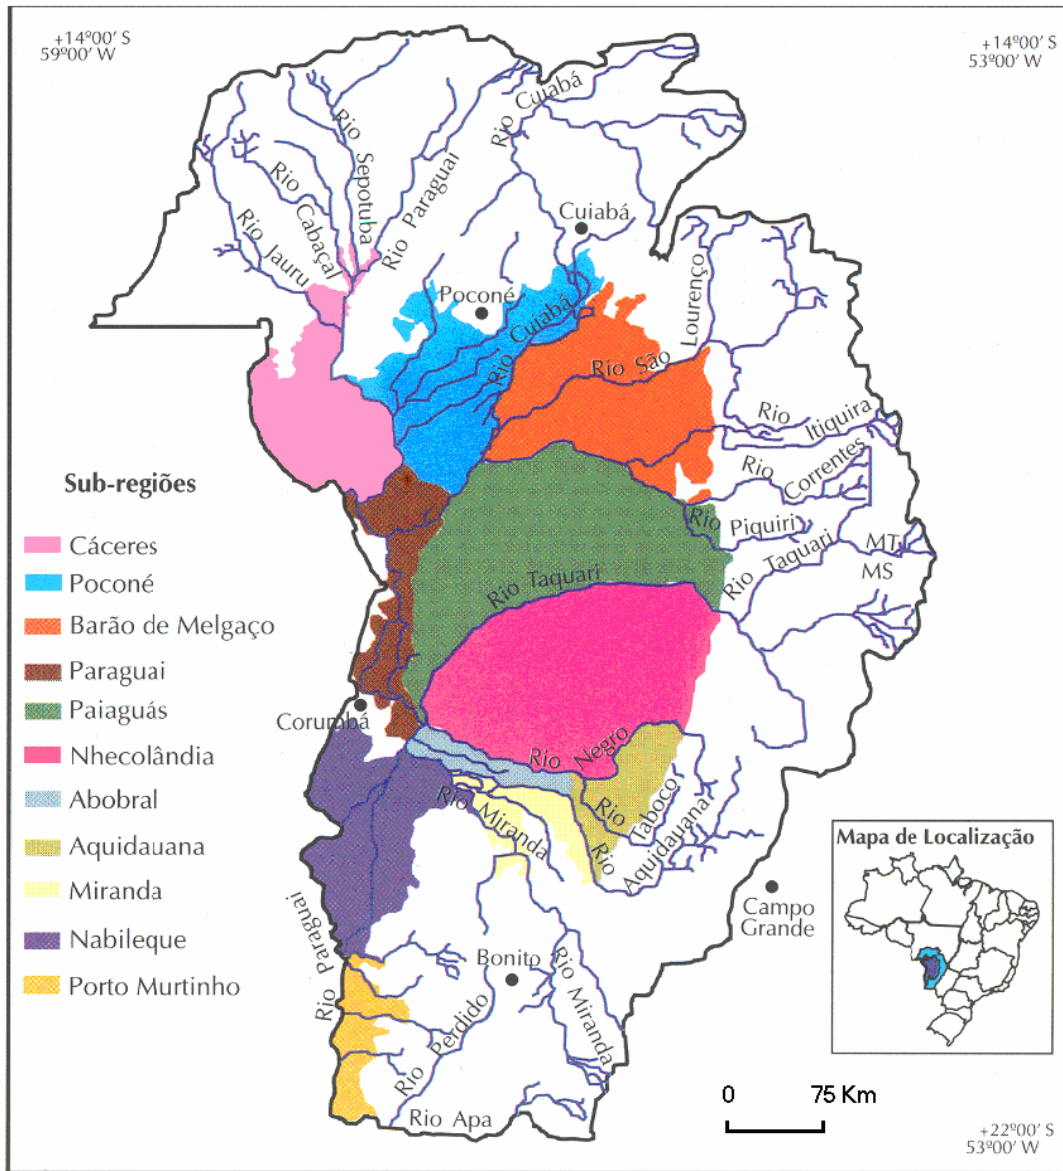 +14º00' S
59º00' W
+14º00' S
53º00' W
Rio Cuiabá
Rio Cuiabá
Rio Sepotuba
Rio Paraguai
Rio Cabaçal
Rio Jauru
Cuiabá
Poconé
Rio Cuiabá
Rio São Lourenço
Rio Itiquira
Rio Correntes
Rio Piquiri
Rio Taquari
MT
MS
Rio Taquari
Sub-regiões
Cáceres
Poconé
Barão de Melgaço
Paraguai
Paiaguás
Nhecolândia
Abobral
Aquidauana
Miranda
Nabileque
Porto Murtinho
Corumbá
Rio Negro
Rio Taboco
Rio Aquidauana
Rio Miranda
Campo
Grande
Bonito
Rio Miranda
Rio Paraguai
Rio Perdido
Rio Apa
Mapa de Localização
0 75 Km
+22º00' S
53º00' W